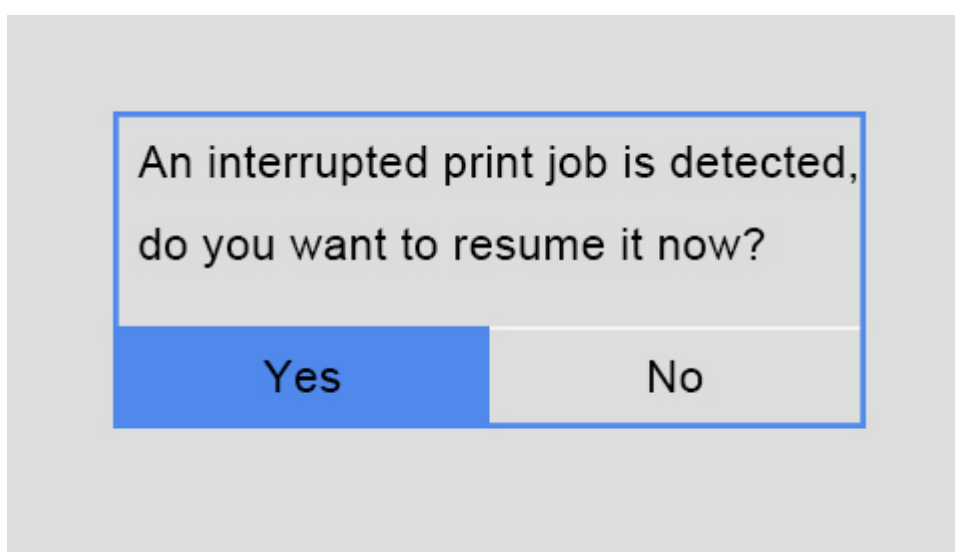 An interrupted print job is detected,
do you want to resume it now?
Yes
No